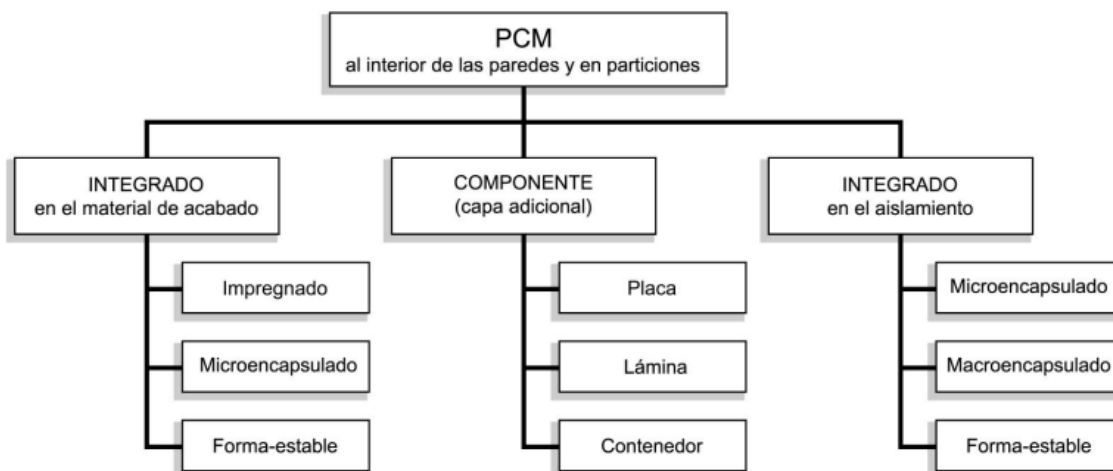 PCM
al interior de las paredes y en particiones
INTEGRADO
en el material de acabado
COMPONENTE
(capa adicional)
INTEGRADO
en el aislamiento
Impregnado
Placa
Microencapsulado
Microencapsulado
Lámina
Macroencapsulado
Forma-estable
Contenedor
Forma-estable